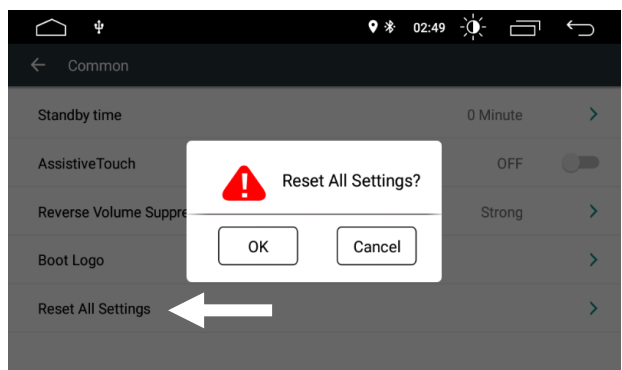 02:49
Common
Standby time 0 Minute
AssistiveTouch OFF
Reset All Settings?
Reverse Volume Suppre Strong
OK Cancel
Boot Logo
Reset All Settings